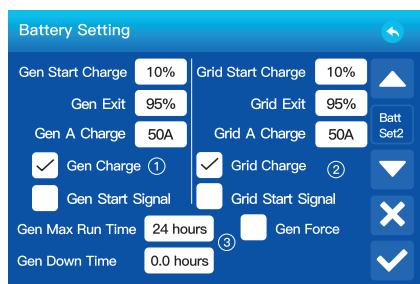 Battery Setting
Gen Start Charge 10% Grid Start Charge 10%
Gen Exit 95% Grid Exit 95%
Batt
Set2
Gen A Charge 50A Grid A Charge 50A
Gen Charge ① Grid Charge ②
Gen Start Signal Grid Start Signal
Gen Max Run Time 24 hours ③ Gen Force
Gen Down Time 0.0 hours